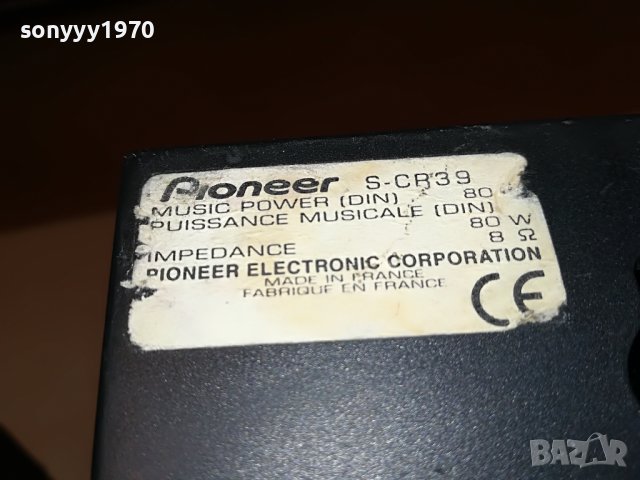 sonyyy1970
Pioneer S-CR39
MUSIC POWER (DIN) 80
PUISSANCE MUSICALE (DIN) 80 W
IMPEDANCE 8 Ω
PIONEER ELECTRONIC CORPORATION
MADE IN FRANCE
FABRIQUE EN FRANCE
CE
BAZAR